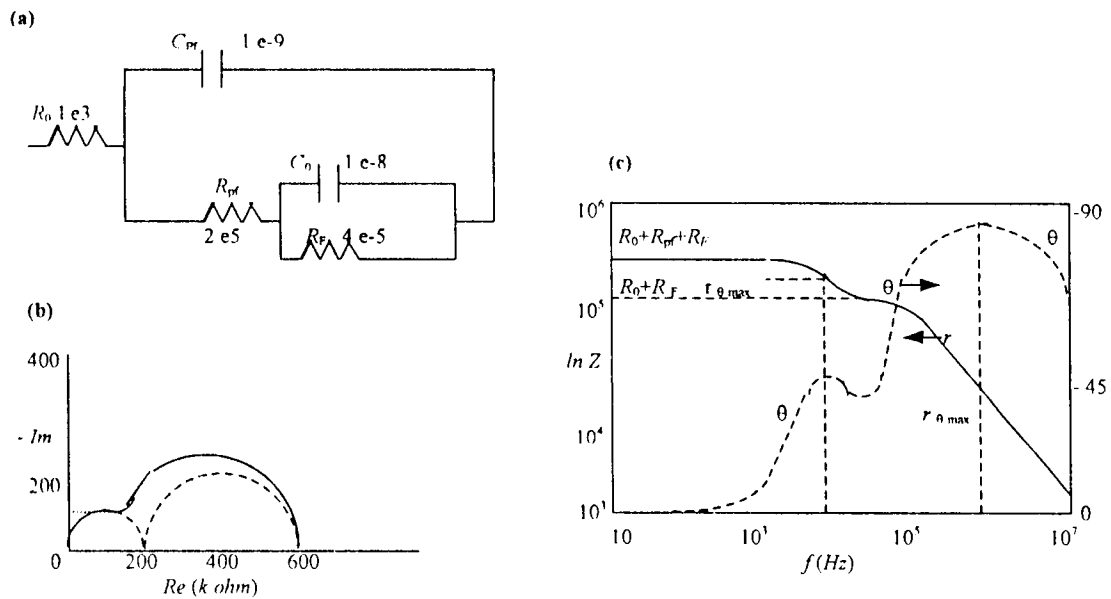 (a)
C_Pf 1 e-9
R_0 1 e3
C_0 1 e-8
R_pf
2 e5
R_F 4 e-5
(b)
400
- Im
200
0 200 400 600
Re (k ohm)
(c)
10^6
R_0+R_pf+R_F
R_0+R_F r_θ max
10^5
ln Z
10^4
10^3
θ
θ
θ
r
r_θ max
-90
- 45
0
10 10^3 10^5 10^7
f (Hz)